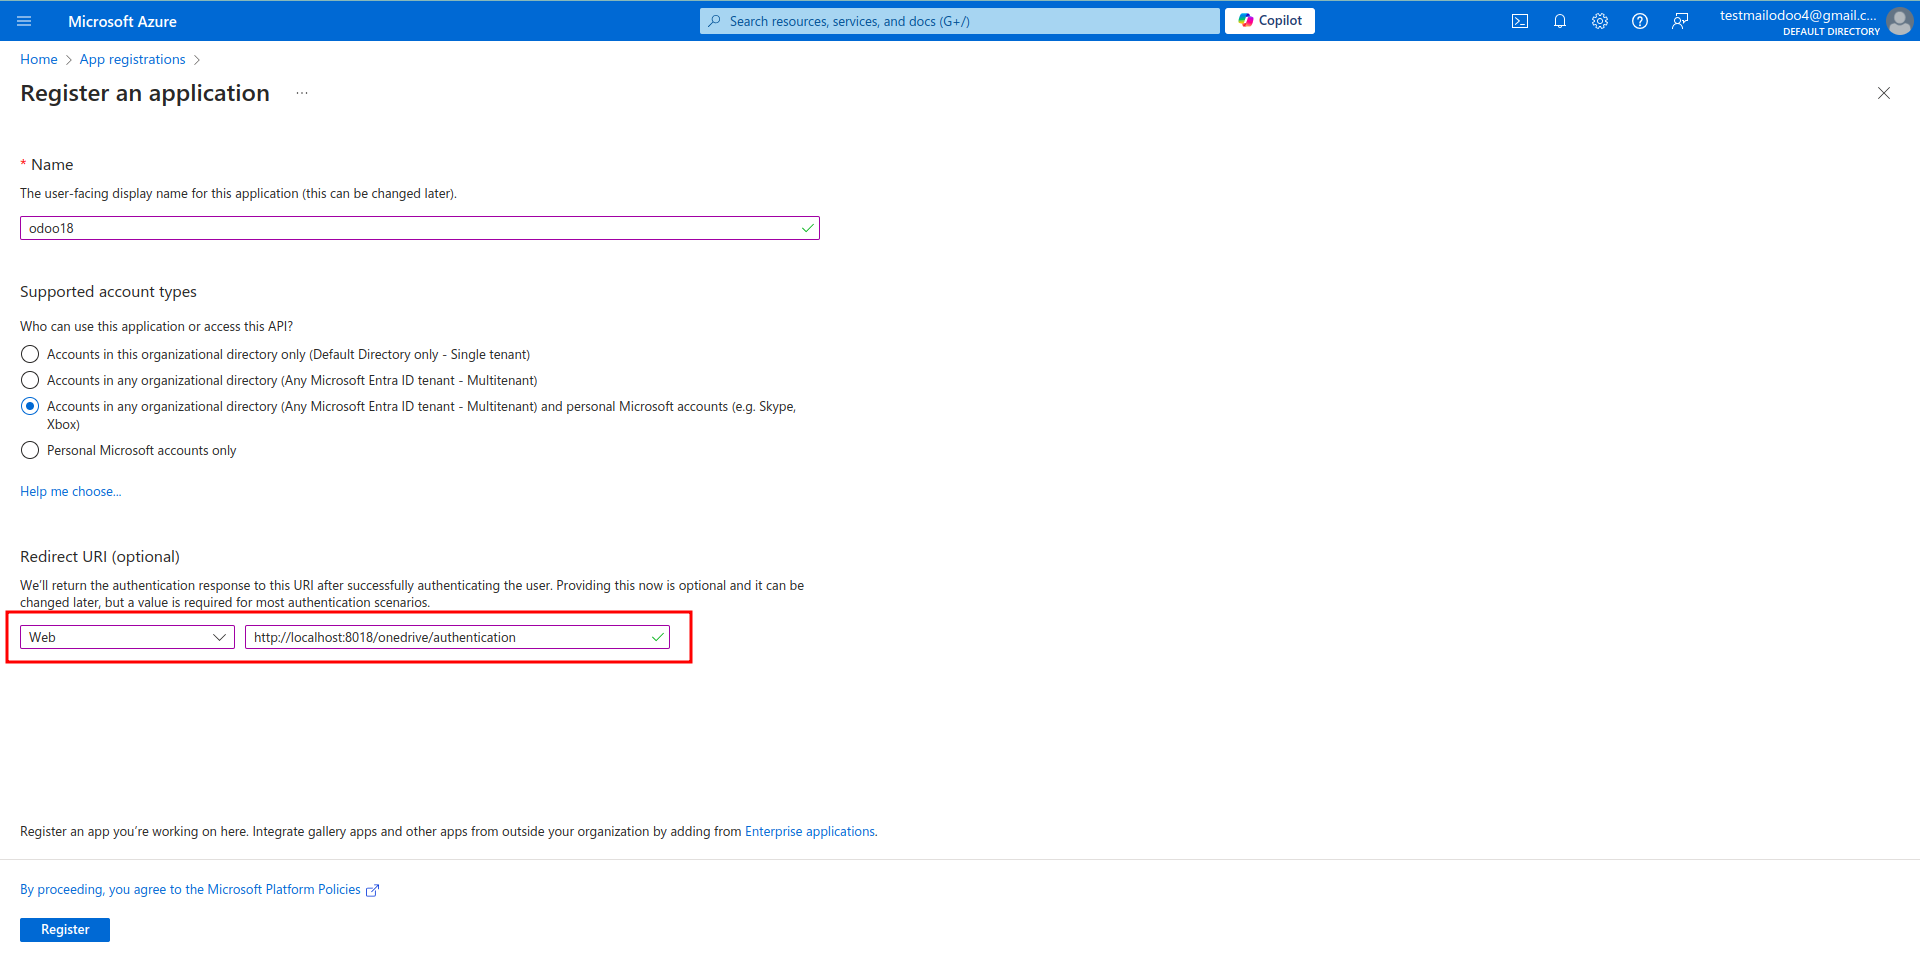 Microsoft Azure
Search resources, services, and docs (G+/)
Copilot
testmailodoo4@gmail.c...
DEFAULT DIRECTORY
Home > App registrations >
Register an application ...
* Name
The user-facing display name for this application (this can be changed later).
odoo18
Supported account types
Who can use this application or access this API?
Accounts in this organizational directory only (Default Directory only - Single tenant)
Accounts in any organizational directory (Any Microsoft Entra ID tenant - Multitenant)
Accounts in any organizational directory (Any Microsoft Entra ID tenant - Multitenant) and personal Microsoft accounts (e.g. Skype,
Xbox)
Personal Microsoft accounts only
Help me choose...
Redirect URI (optional)
We'll return the authentication response to this URI after successfully authenticating the user. Providing this now is optional and it can be
changed later, but a value is required for most authentication scenarios.
Web
http://localhost:8018/onedrive/authentication
Register an app you're working on here. Integrate gallery apps and other apps from outside your organization by adding from Enterprise applications.
By proceeding, you agree to the Microsoft Platform Policies
Register